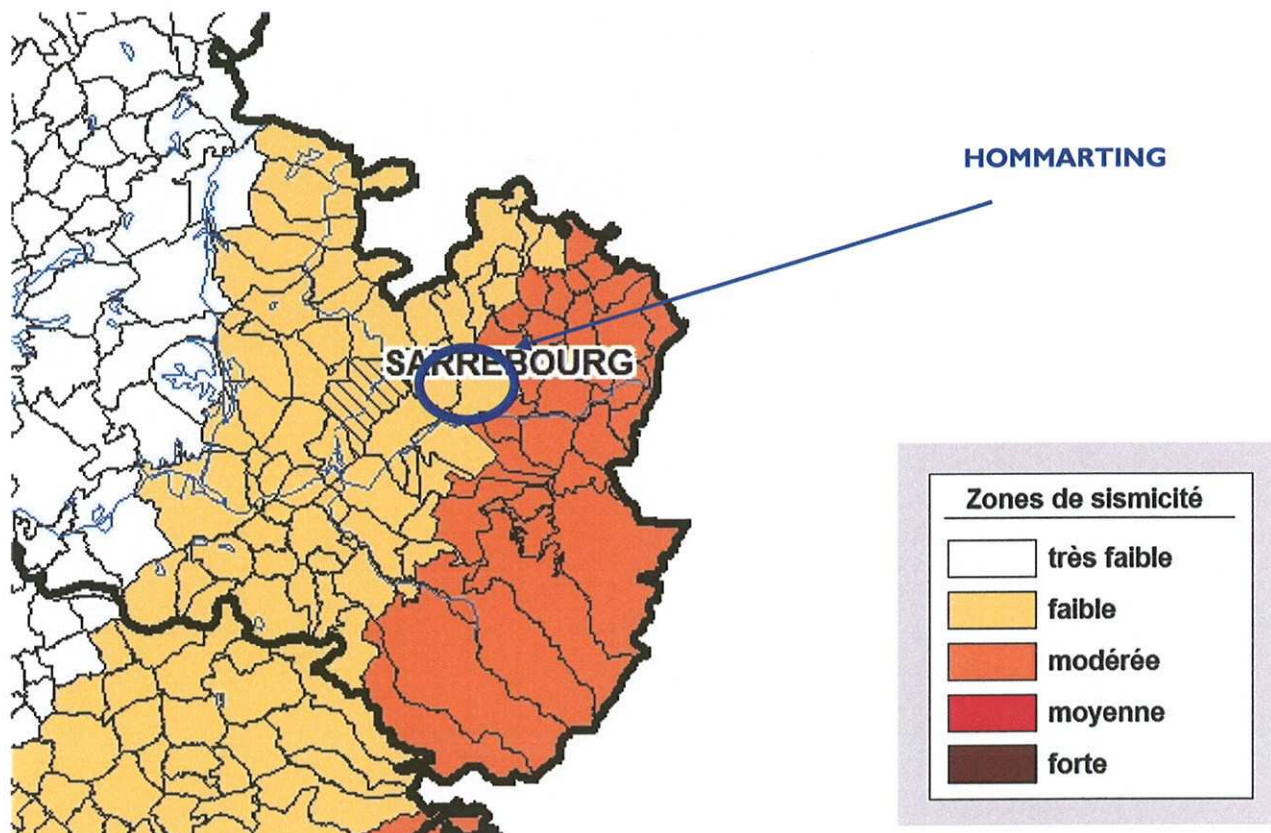 HOMMARTING
SARREBOURG
Zones de sismicité
très faible
faible
modérée
moyenne
forte